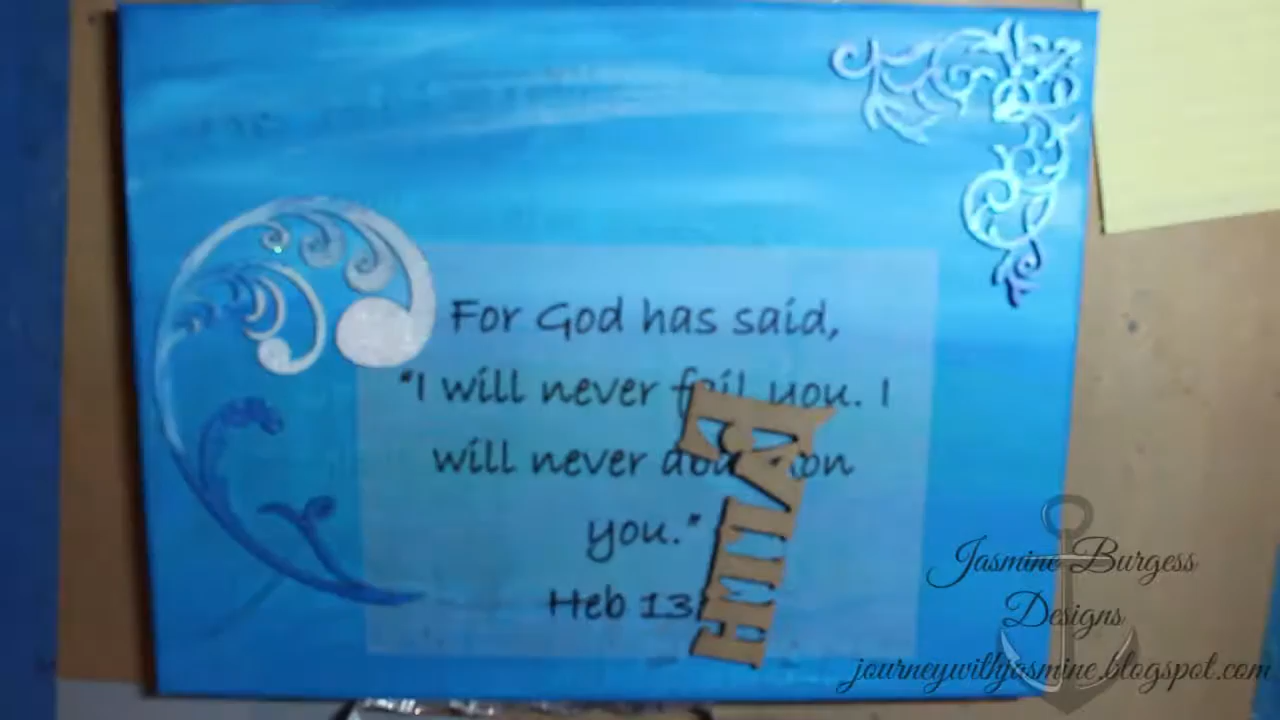 For God has said,
"I will never fail you. I
will never
you."
Heb 13
FAITH
Jasmine Burgess
Designs
journeywithjasmine.blogspot.com